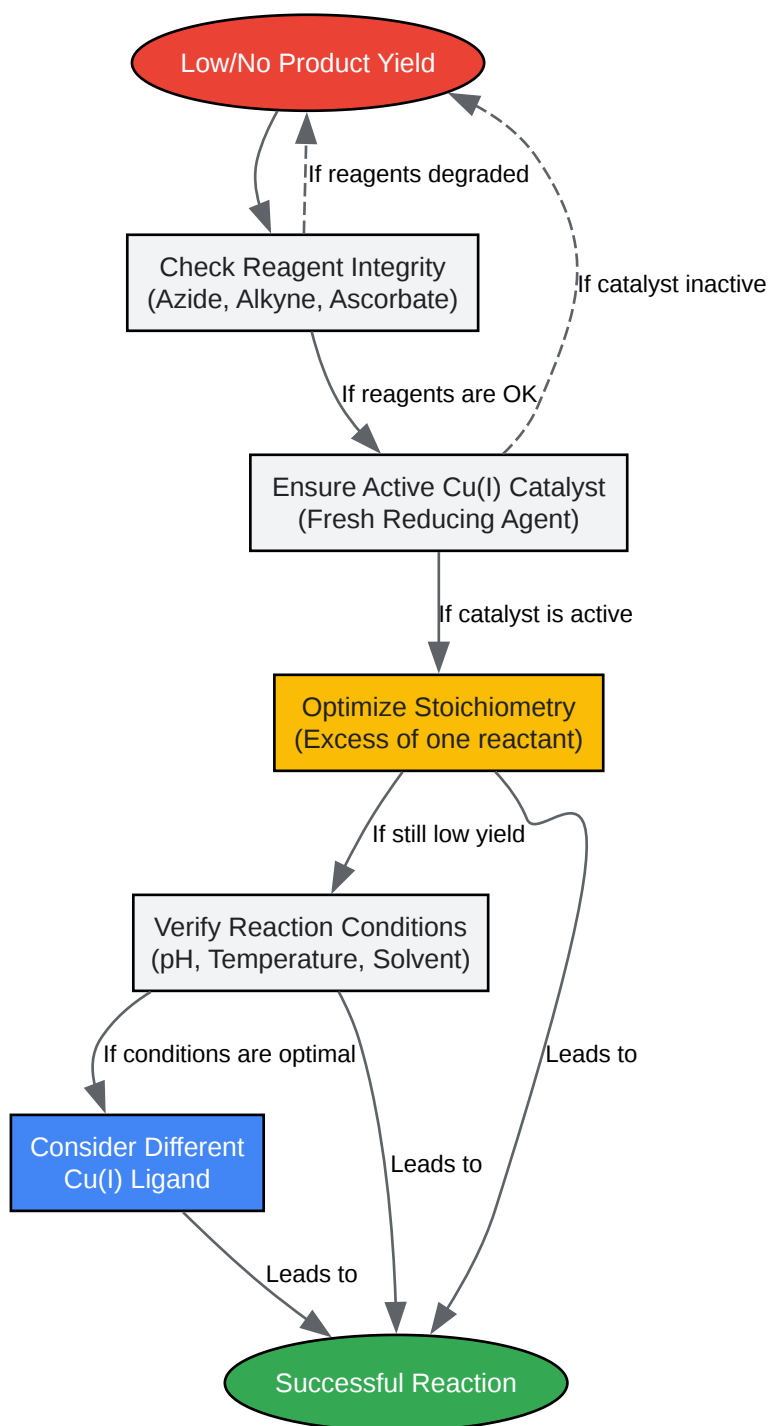 Low/No Product Yield
If reagents degraded
Check Reagent Integrity
(Azide, Alkyne, Ascorbate)
If catalyst inactive
If reagents are OK
Ensure Active Cu(I) Catalyst
(Fresh Reducing Agent)
If catalyst is active
Optimize Stoichiometry
(Excess of one reactant)
If still low yield
Verify Reaction Conditions
(pH, Temperature, Solvent)
If conditions are optimal
Leads to
Consider Different
Cu(I) Ligand
Leads to
Leads to
Successful Reaction